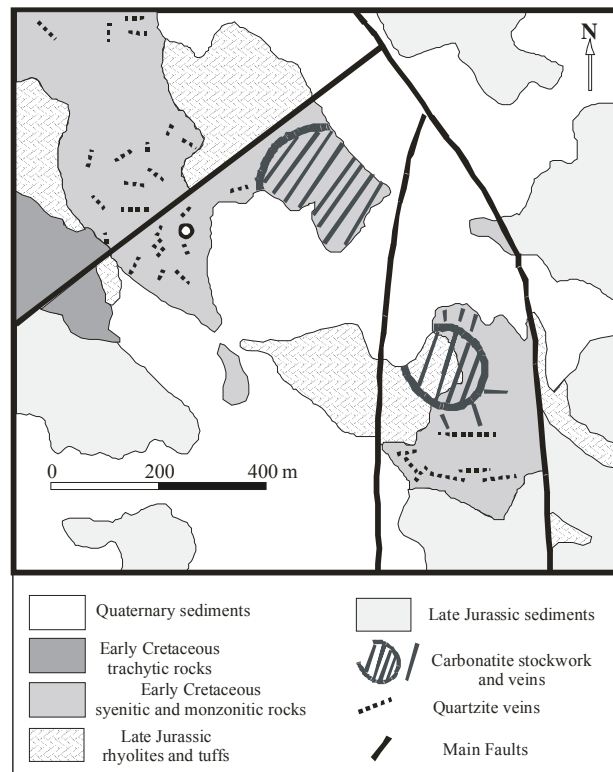 N
0 200 400 m
Quaternary sediments
Early Cretaceous
trachytic rocks
Early Cretaceous
syenitic and monzonitic rocks
Late Jurassic
rhyolites and tuffs
Late Jurassic sediments
Carbonatite stockwork
and veins
Quartzite veins
Main Faults